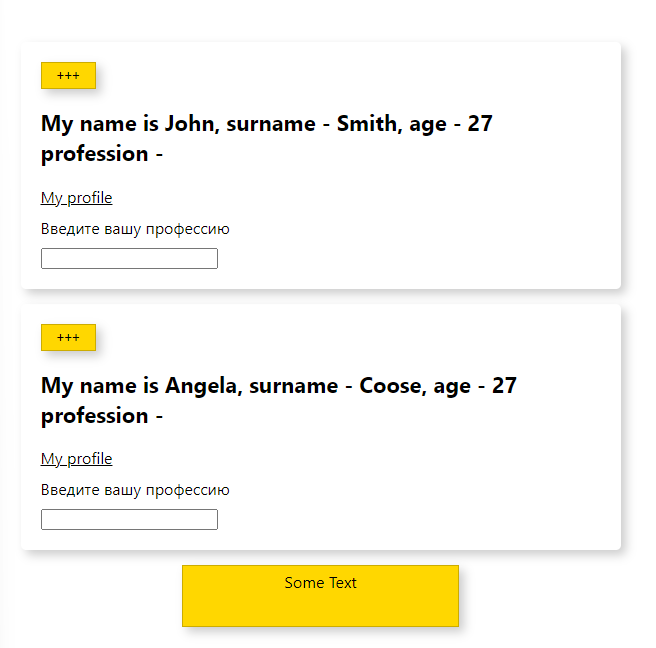 +++
My name is John, surname - Smith, age - 27
profession -
My profile
Введите вашу профессию
+++
My name is Angela, surname - Coose, age - 27
profession -
My profile
Введите вашу профессию
Some Text